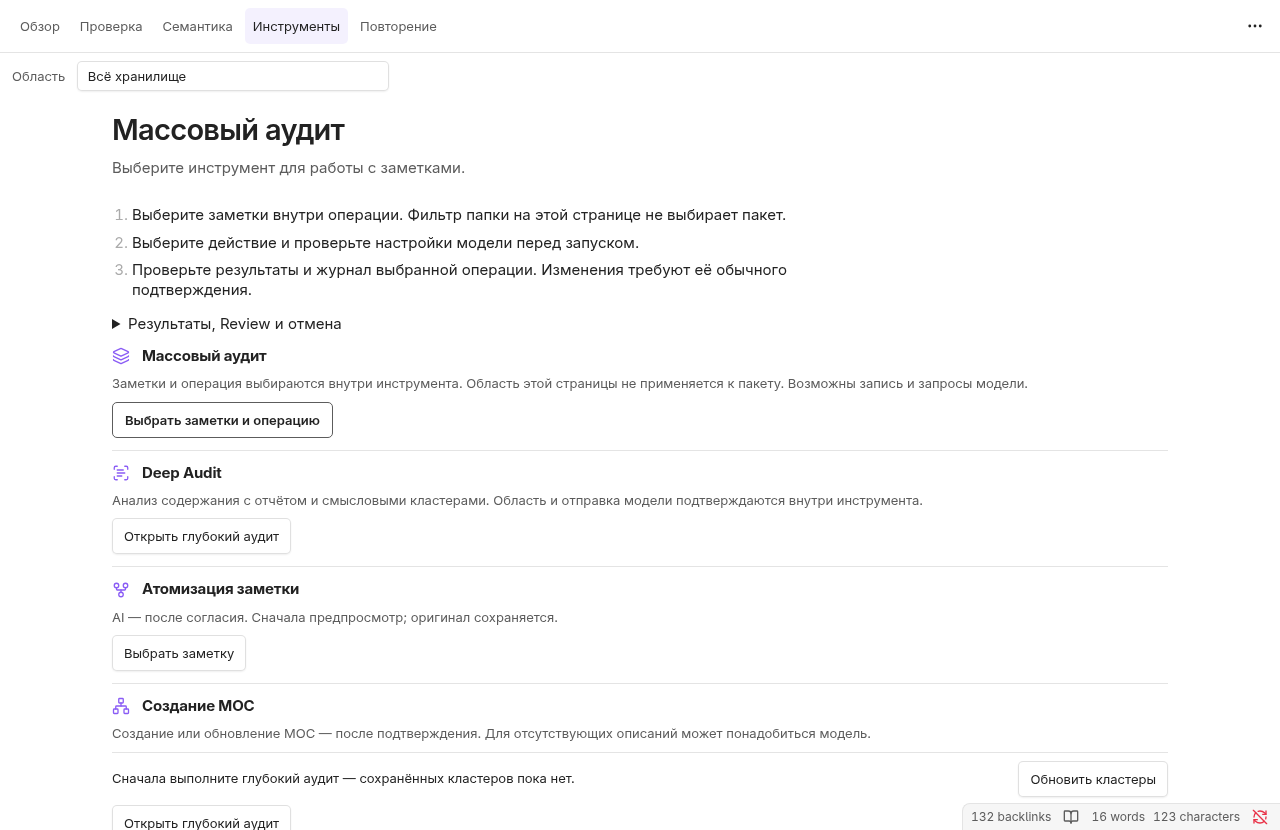 Обзор Проверка Семантика Инструменты Повторение
Область Всё хранилище
Массовый аудит
Выберите инструмент для работы с заметками.
1. Выберите заметки внутри операции. Фильтр папки на этой странице не выбирает пакет.
2. Выберите действие и проверьте настройки модели перед запуском.
3. Проверьте результаты и журнал выбранной операции. Изменения требуют её обычного
подтверждения.
Результаты, Review и отмена
Массовый аудит
Заметки и операция выбираются внутри инструмента. Область этой страницы не применяется к пакету. Возможны запись и запросы модели.
Выбрать заметки и операцию
Deep Audit
Анализ содержания с отчётом и смысловыми кластерами. Область и отправка модели подтверждаются внутри инструмента.
Открыть глубокий аудит
Атомизация заметки
AI — после согласия. Сначала предпросмотр; оригинал сохраняется.
Выбрать заметку
Создание MOC
Создание или обновление MOC — после подтверждения. Для отсутствующих описаний может понадобиться модель.
Сначала выполните глубокий аудит — сохранённых кластеров пока нет.
Обновить кластеры
Открыть глубокий аудит
132 backlinks 16 words 123 characters